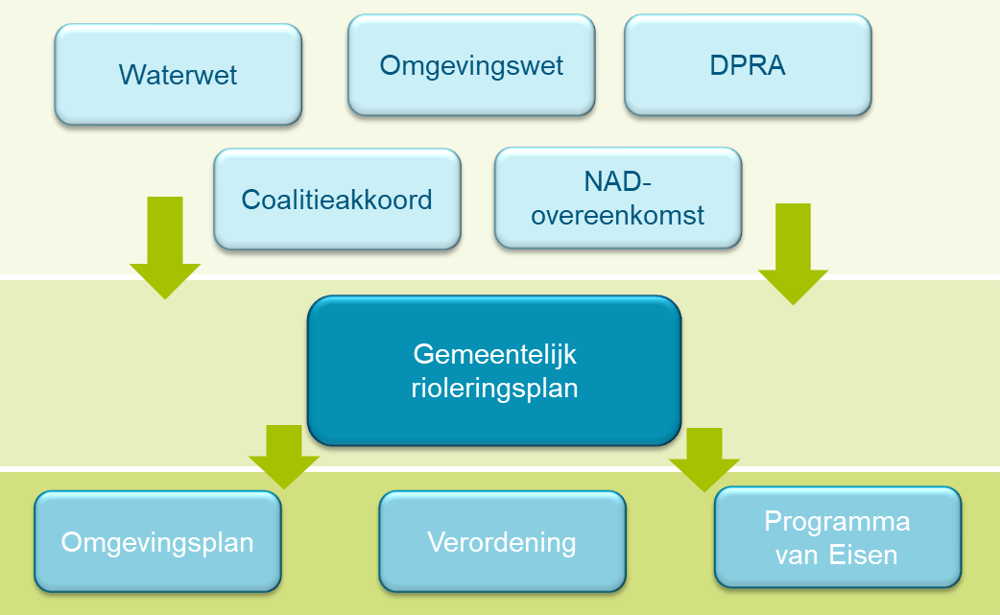 Waterwet
Omgevingswet
DPRA
Coalitieakkoord
NAD-
overeenkomst
Gemeentelijk
rioleringsplan
Omgevingsplan
Verordening
Programma
van Eisen